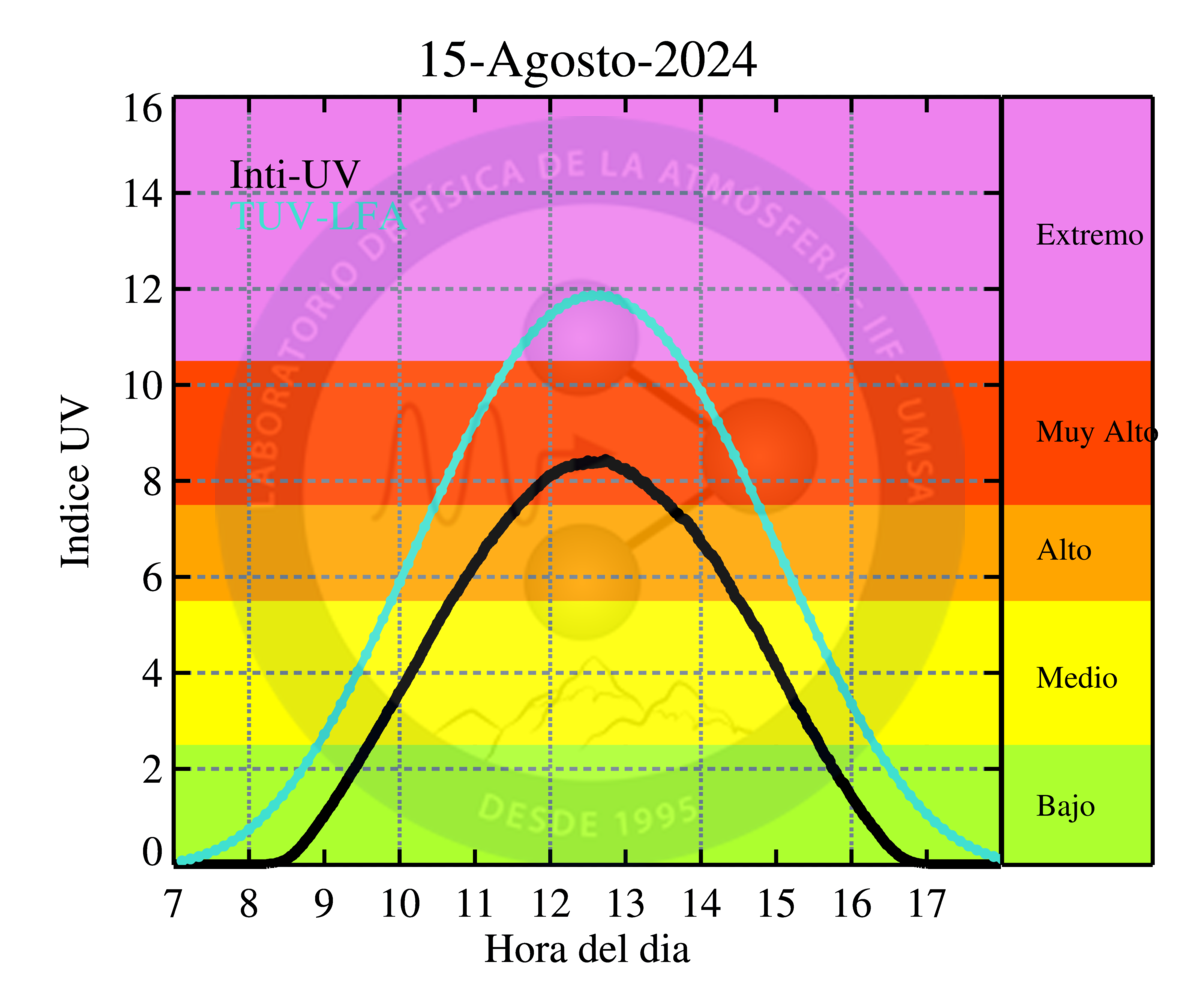 15-Agosto-2024
16
14
12
10
8
6
4
2
0
Indice UV
Inti-UV
TUV-LFA
LABORATORIO DE FÍSICA DE LA ATMÓSFERA - IIF - UMSA
DESDE 1995
Extremo
Muy Alto
Alto
Medio
Bajo
7 8 9 10 11 12 13 14 15 16 17
Hora del dia